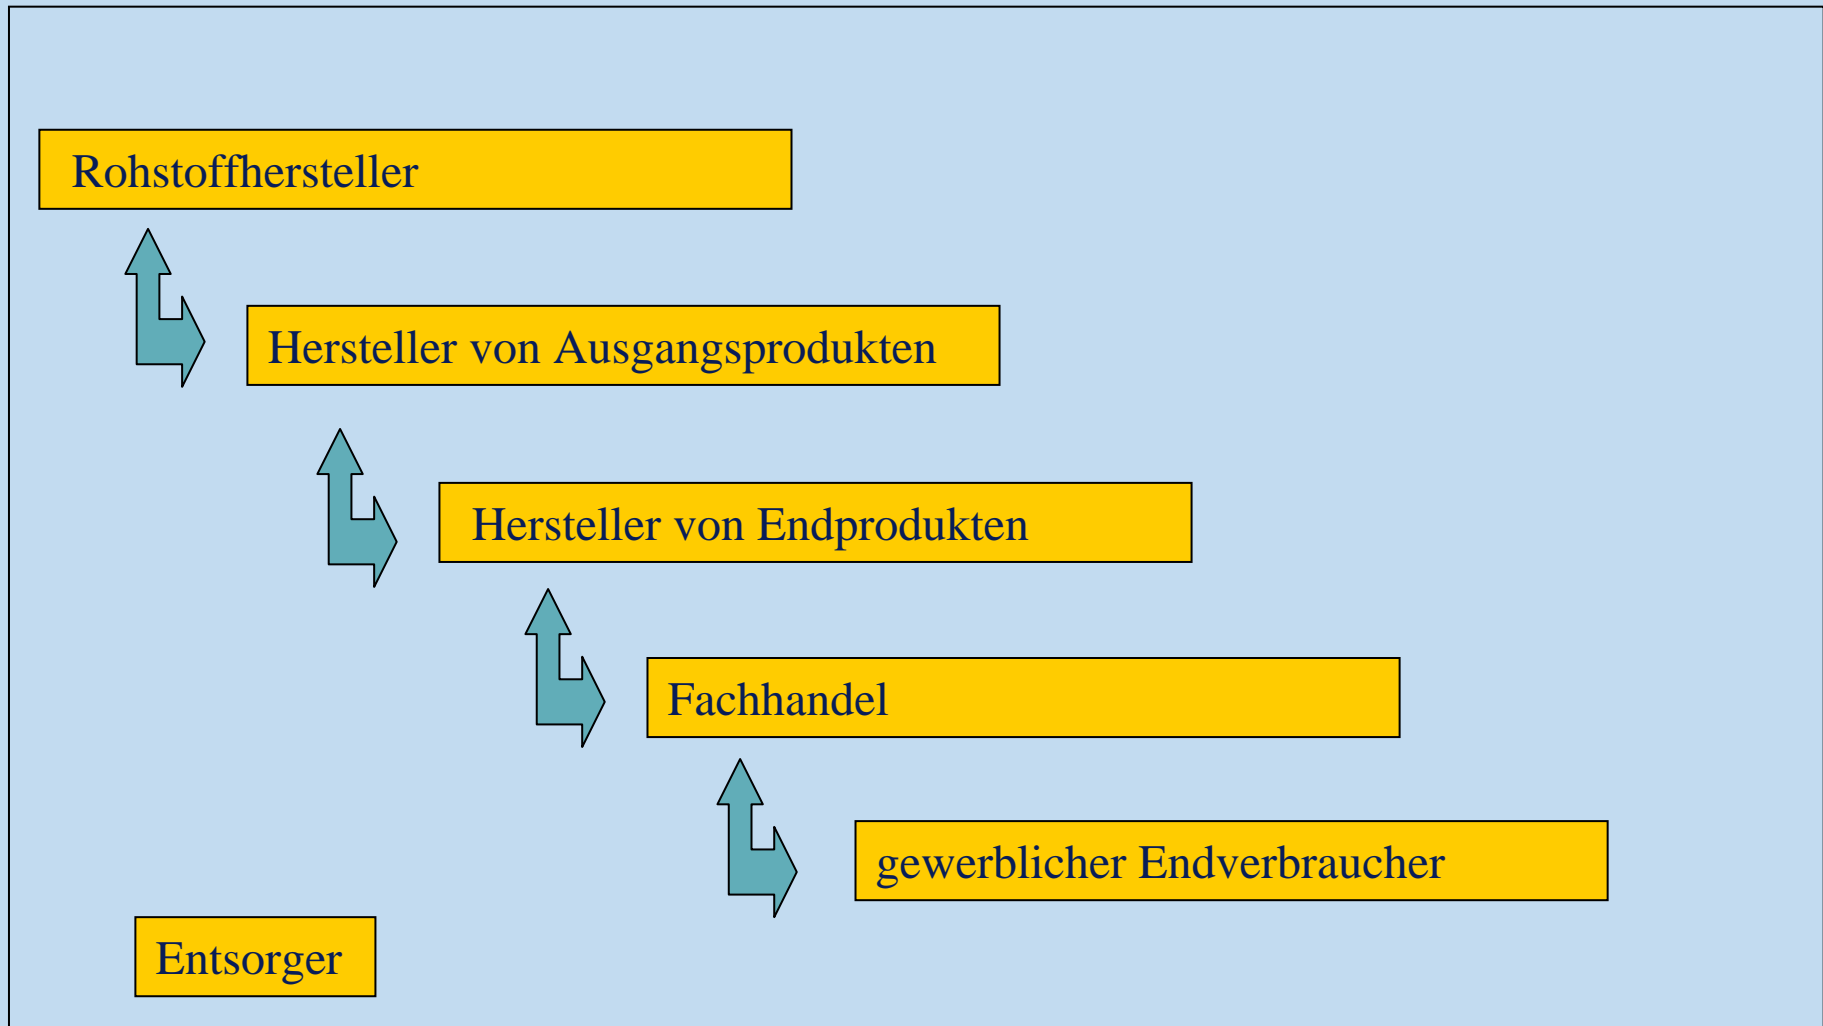 Rohstoffhersteller
Hersteller von Ausgangsprodukten
Hersteller von Endprodukten
Fachhandel
gewerblicher Endverbraucher
Entsorger